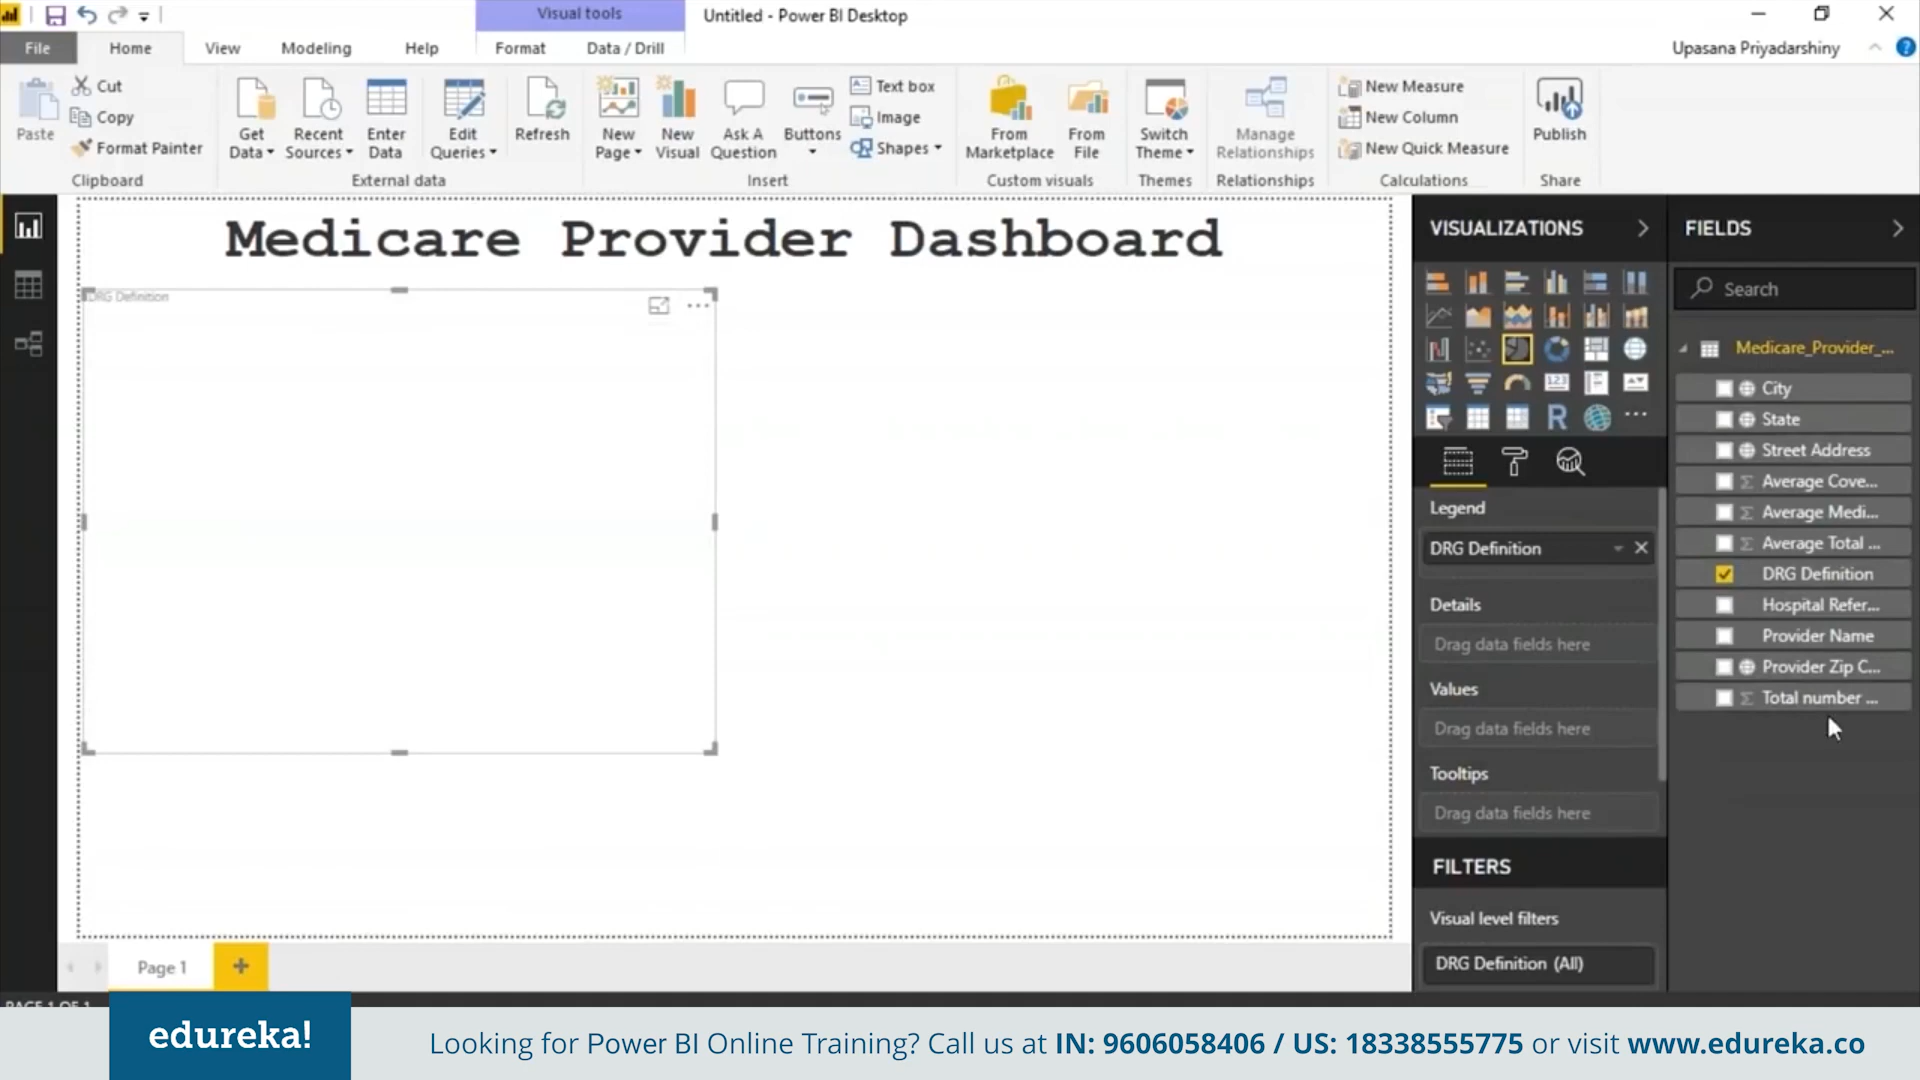 Visual tools
Untitled - Power BI Desktop
File
Home
View
Modeling
Help
Format
Data / Drill
Upasana Priyadarshiny
Paste
Cut
Copy
Format Painter
Clipboard
Get Data
Recent Sources
Enter Data
Edit Queries
Refresh
External data
New Page
New Visual
Ask A Question
Buttons
Text box
Image
Shapes
Insert
From Marketplace
From File
Custom visuals
Switch Theme
Themes
Manage Relationships
Relationships
New Measure
New Column
New Quick Measure
Calculations
Publish
Share
Medicare Provider Dashboard
DRG Definition
VISUALIZATIONS
123
R
Legend
DRG Definition
Details
Drag data fields here
Values
Drag data fields here
Tooltips
Drag data fields here
FILTERS
Visual level filters
DRG Definition (All)
FIELDS
Search
Medicare_Provider_...
City
State
Street Address
Average Cove...
Average Medi...
Average Total ...
DRG Definition
Hospital Refer...
Provider Name
Provider Zip C...
Total number ...
Page 1
PAGE 1 OF 1
edureka!
Looking for Power BI Online Training? Call us at IN: 9606058406 / US: 18338555775 or visit www.edureka.co